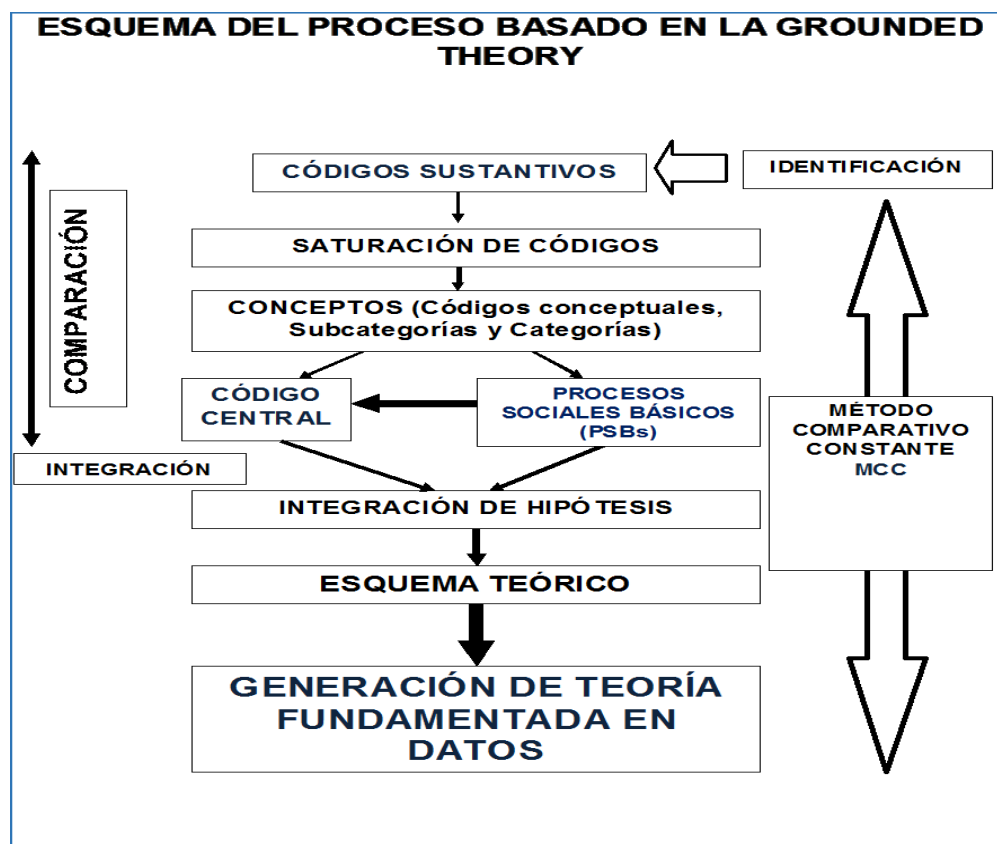 ESQUEMA DEL PROCESO BASADO EN LA GROUNDED
THEORY
CÓDIGOS SUSTANTIVOS
IDENTIFICACIÓN
COMPARACIÓN
SATURACIÓN DE CÓDIGOS
CONCEPTOS (Códigos conceptuales,
Subcategorías y Categorías)
CÓDIGO
CENTRAL
PROCESOS
SOCIALES BÁSICOS
(PSBs)
MÉTODO
COMPARATIVO
CONSTANTE
MCC
INTEGRACIÓN
INTEGRACIÓN DE HIPÓTESIS
ESQUEMA TEÓRICO
GENERACIÓN DE TEORÍA
FUNDAMENTADA EN
DATOS